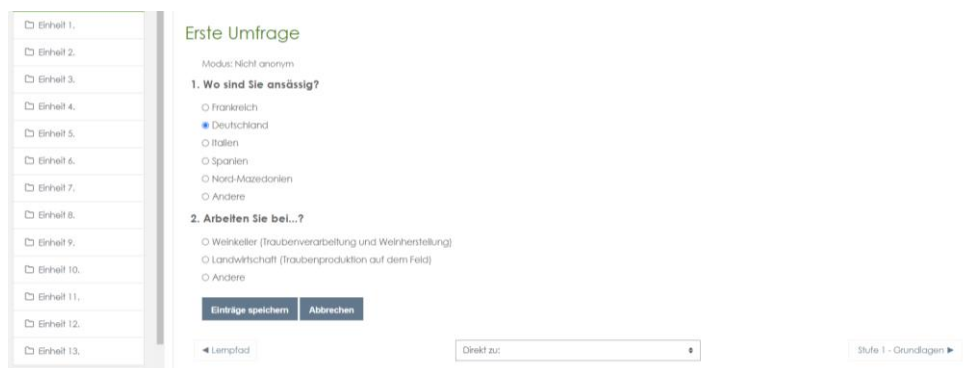 Einheit 1.
Einheit 2.
Einheit 3.
Einheit 4.
Einheit 5.
Einheit 6.
Einheit 7.
Einheit 8.
Einheit 9.
Einheit 10.
Einheit 11.
Einheit 12.
Einheit 13.
Erste Umfrage
Modus: Nicht anonym
1. Wo sind Sie ansässig?
Frankreich
Deutschland
Italien
Spanien
Nord-Mazedonien
Andere
2. Arbeiten Sie bei...?
Weinkeller (Traubenverarbeitung und Weinherstellung)
Landwirtschaft (Traubenproduktion auf dem Feld)
Andere
Einträge speichern Abbrechen
◄ Lernpfad Direkt zu: Stufe 1 - Grundlagen ►